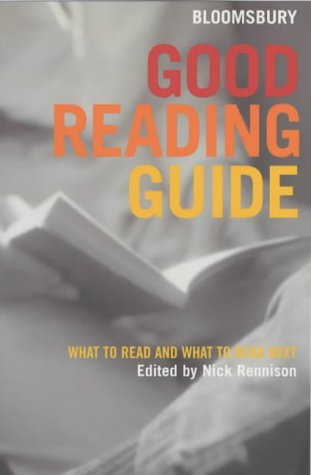 BLOOMSBURY
GOOD
READING
GUIDE
WHAT TO READ AND WHAT TO READ NEXT
Edited by Nick Rennison